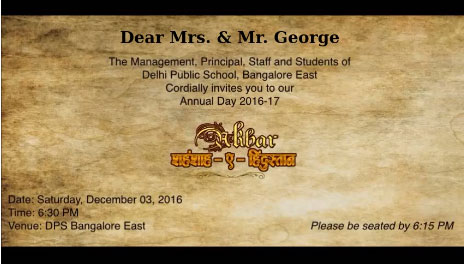 Dear Mrs. & Mr. George
The Management, Principal, Staff and Students of
Delhi Public School, Bangalore East
Cordially invites you to our
Annual Day 2016-17
Akbar
शहंशाह - ए - हिंदुस्तान
Date: Saturday, December 03, 2016
Time: 6:30 PM
Venue: DPS Bangalore East
Please be seated by 6:15 PM